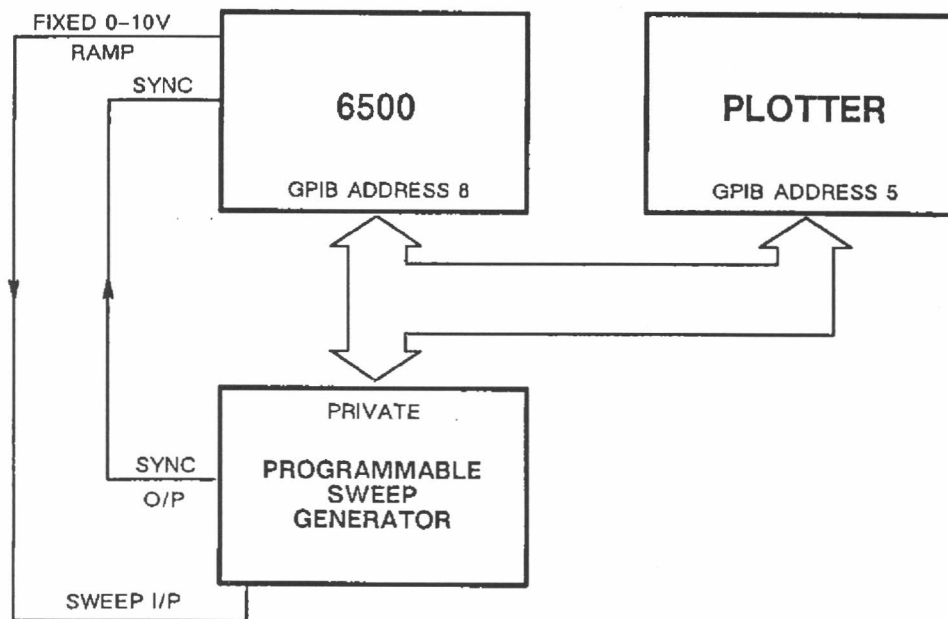 FIXED 0-10V
RAMP
SYNC
6500
GPIB ADDRESS 8
PLOTTER
GPIB ADDRESS 5
PRIVATE
PROGRAMMABLE
SWEEP
GENERATOR
SYNC
O/P
SWEEP I/P